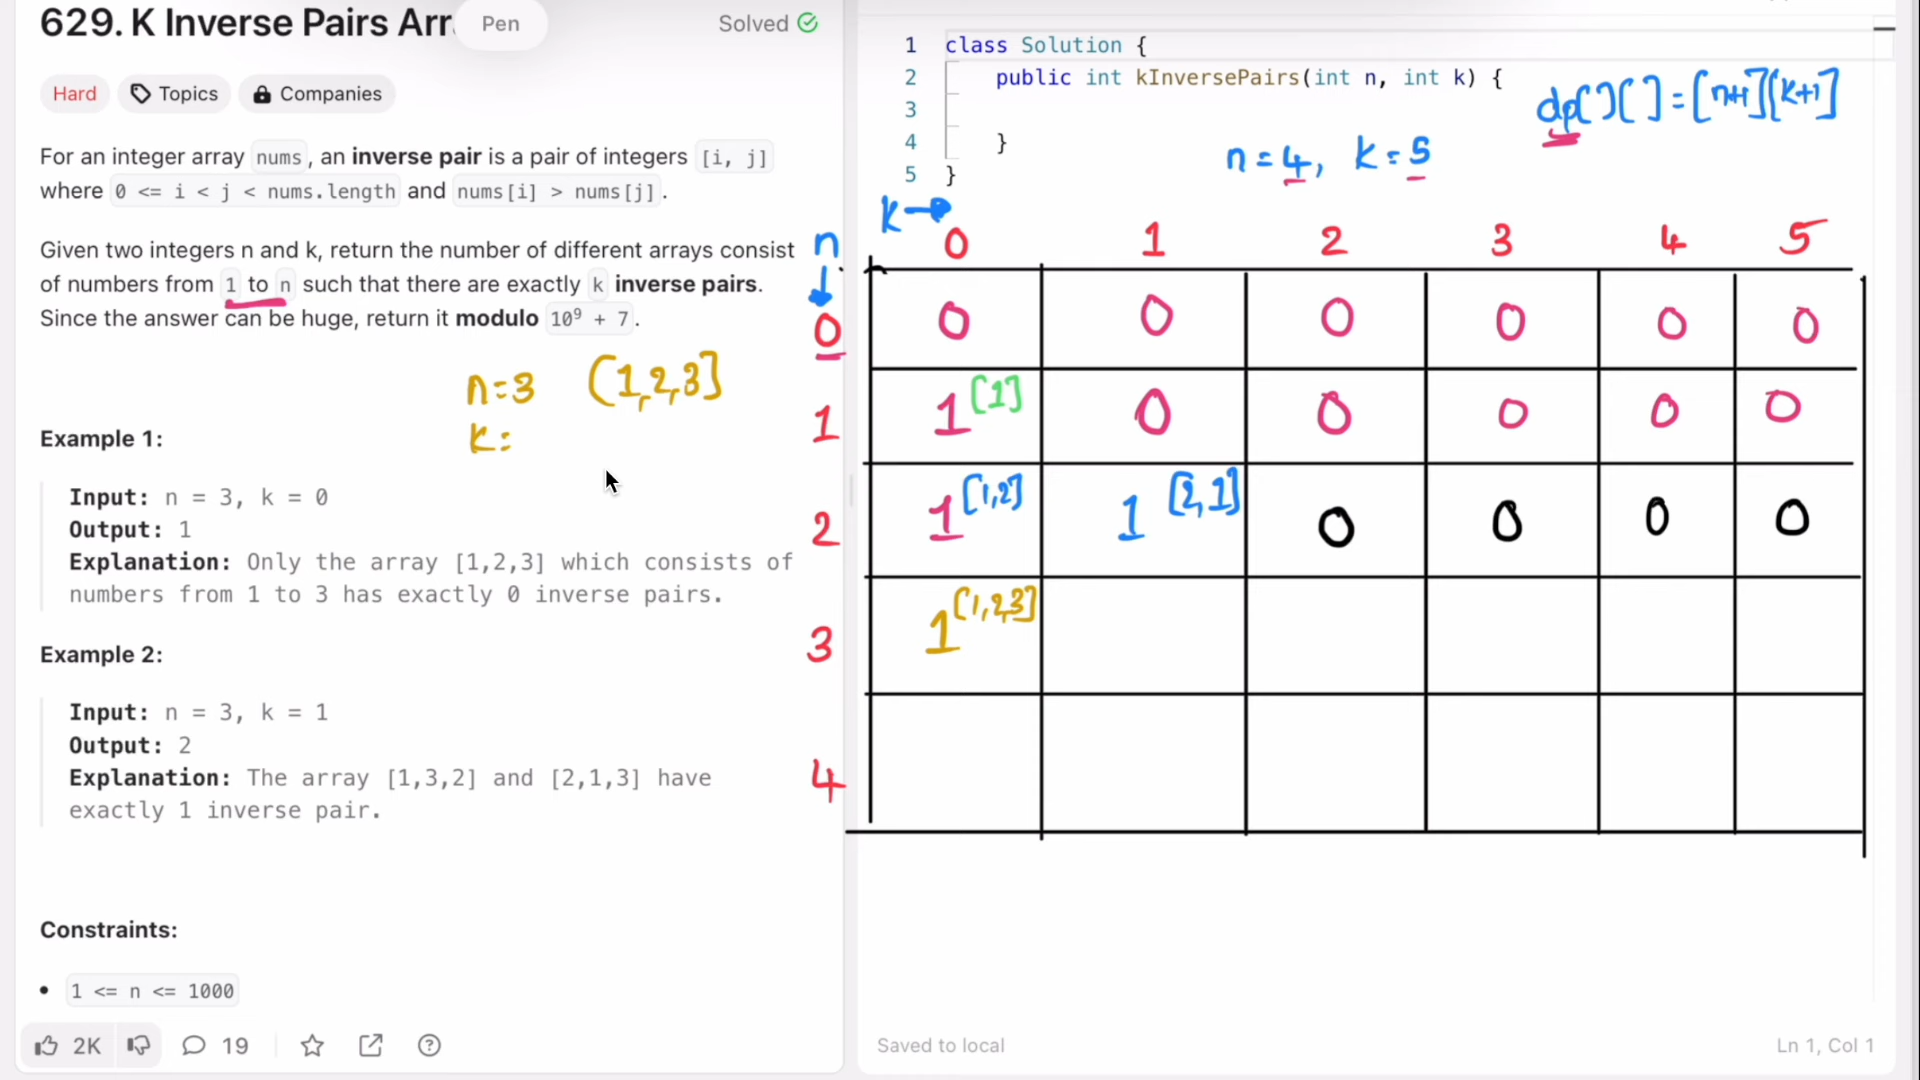 629. K Inverse Pairs Arr
Pen
Solved
Hard
Topics
Companies
For an integer array nums, an inverse pair is a pair of integers [i, j]
where 0 <= i < j < nums.length and nums[i] > nums[j].
Given two integers n and k, return the number of different arrays consist
of numbers from 1 to n such that there are exactly k inverse pairs.
Since the answer can be huge, return it modulo 10⁹ + 7.
n=3 (1,2,3]
k:
Example 1:
Input: n = 3, k = 0
Output: 1
Explanation: Only the array [1,2,3] which consists of
numbers from 1 to 3 has exactly 0 inverse pairs.
Example 2:
Input: n = 3, k = 1
Output: 2
Explanation: The array [1,3,2] and [2,1,3] have
exactly 1 inverse pair.
Constraints:
1 <= n <= 1000
2K
19
1 class Solution {
2 public int kInversePairs(int n, int k) {
3
4 }
5 }
dp[][] = [n+1][k+1]
n = 4, k = 5
k
n 0 1 2 3 4 5
0 0 0 0 0 0 0
1 1 [1] 0 0 0 0 0
2 1 [1,2] 1 [2,1] 0 0 0 0
3 1 [1,2,3]
4
Saved to local
Ln 1, Col 1